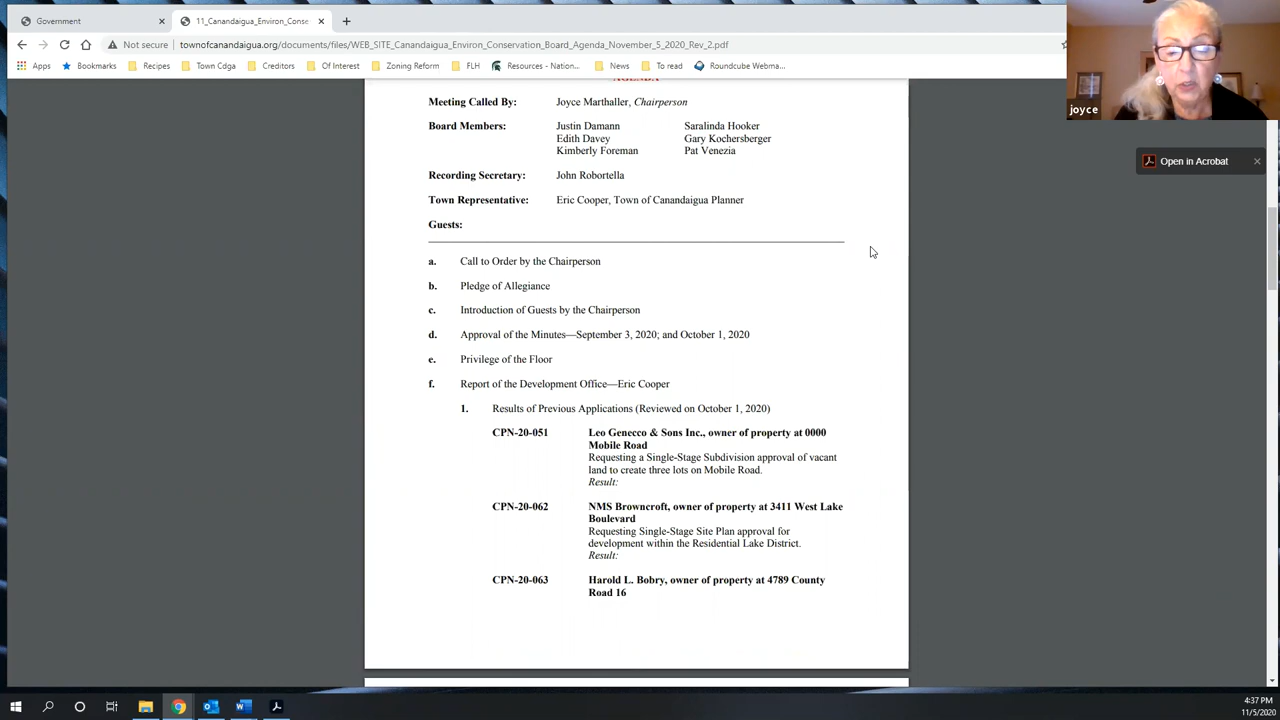 Government
11_Canandaigua_Environ_Conse
Not secure
townofcanandaigua.org/documents/files/WEB_SITE_Canandaigua_Environ_Conservation_Board_Agenda_November_5_2020_Rev_2.pdf
Apps Bookmarks Recipes Town Cdga Creditors Of Interest Zoning Reform FLH Resources - Nation... News To read Roundcube Webma...
joyce
Open in Acrobat
AGENDA
Meeting Called By: Joyce Marthaller, Chairperson
Board Members: Justin Damann Saralinda Hooker
Edith Davey Gary Kochersberger
Kimberly Foreman Pat Venezia
Recording Secretary: John Robortella
Town Representative: Eric Cooper, Town of Canandaigua Planner
Guests:
a. Call to Order by the Chairperson
b. Pledge of Allegiance
c. Introduction of Guests by the Chairperson
d. Approval of the Minutes—September 3, 2020; and October 1, 2020
e. Privilege of the Floor
f. Report of the Development Office—Eric Cooper
1. Results of Previous Applications (Reviewed on October 1, 2020)
CPN-20-051 Leo Genecco & Sons Inc., owner of property at 0000
Mobile Road
Requesting a Single-Stage Subdivision approval of vacant
land to create three lots on Mobile Road.
Result:
CPN-20-062 NMS Browncroft, owner of property at 3411 West Lake
Boulevard
Requesting Single-Stage Site Plan approval for
development within the Residential Lake District.
Result:
CPN-20-063 Harold L. Bobry, owner of property at 4789 County
Road 16
4:37 PM
11/5/2020